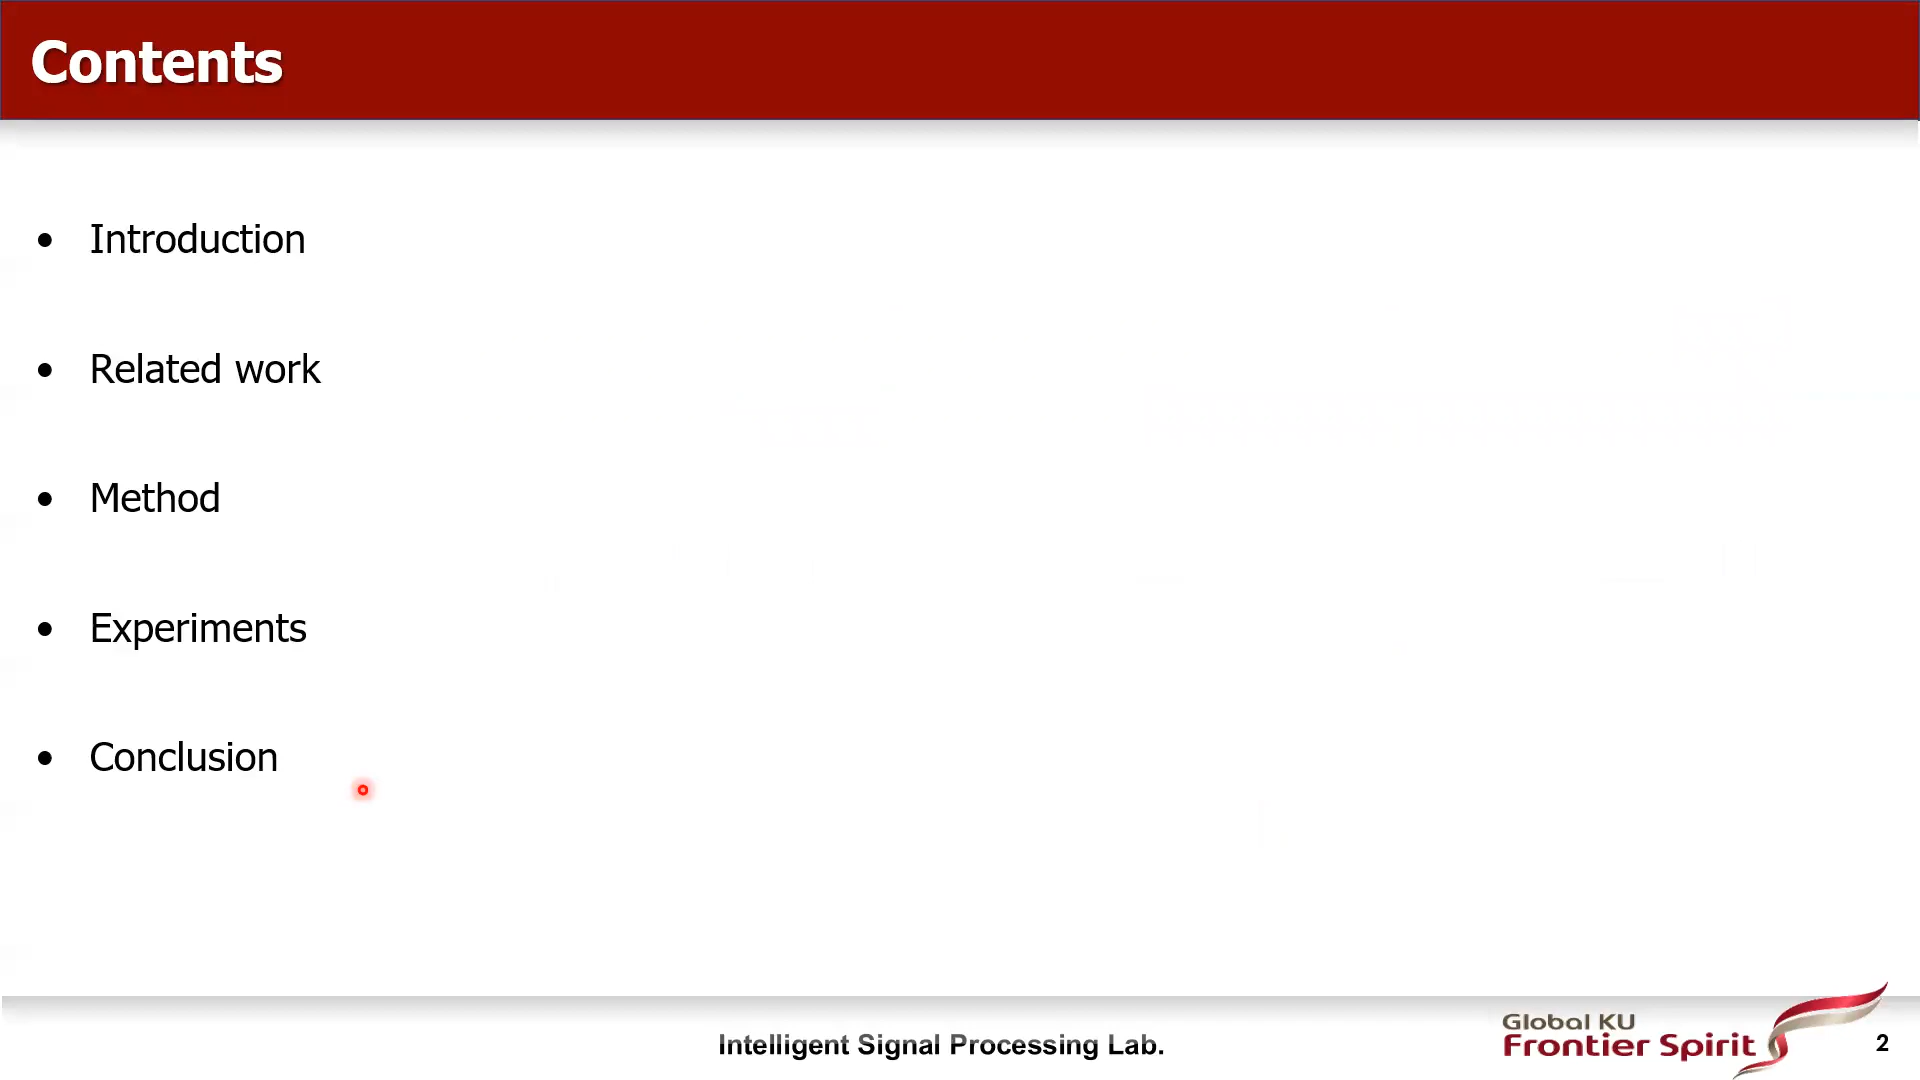 Contents
• Introduction
• Related work
• Method
• Experiments
• Conclusion
Intelligent Signal Processing Lab.
Global KU
Frontier Spirit
2